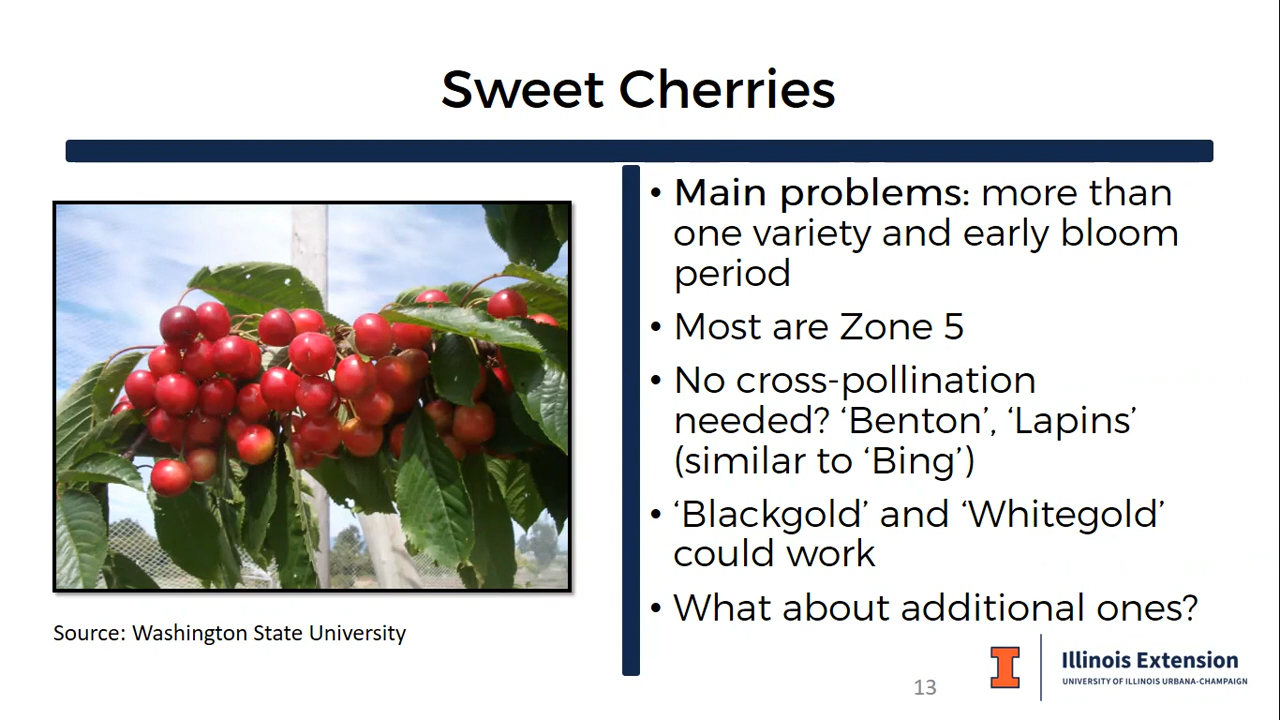 Sweet Cherries
• Main problems: more than
one variety and early bloom
period
• Most are Zone 5
• No cross-pollination
needed? ‘Benton’, ‘Lapins’
(similar to ‘Bing’)
• ‘Blackgold’ and ‘Whitegold’
could work
• What about additional ones?
Source: Washington State University
13
I
Illinois Extension
UNIVERSITY OF ILLINOIS URBANA-CHAMPAIGN